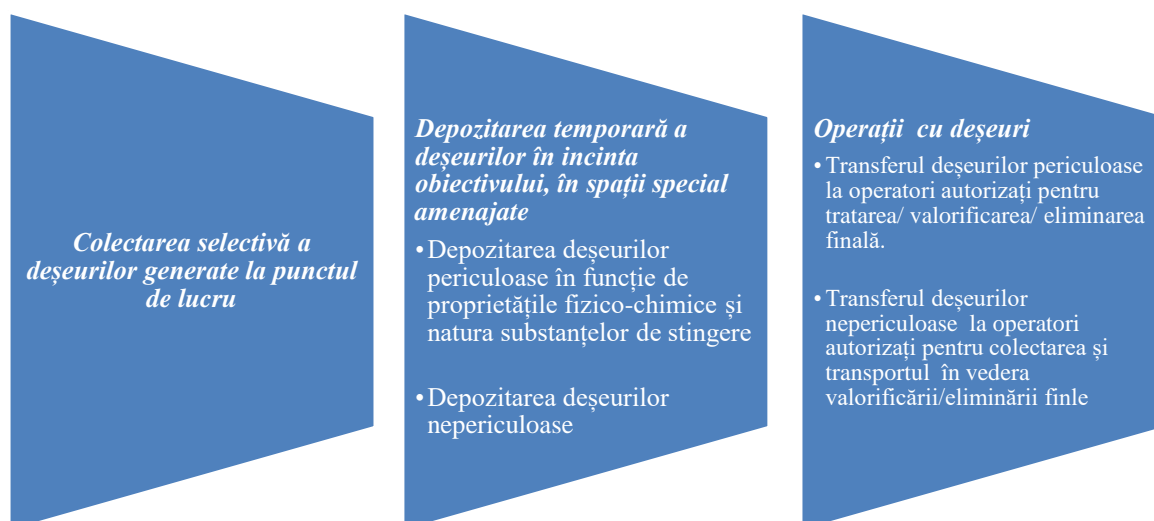 Colectarea selectivă a
deșeurilor generate la punctul
de lucru
Depozitarea temporară a
deșeurilor în incinta
obiectivului, în spații special
amenajate
•Depozitarea deșeurilor
periculoase în funcție de
proprietățile fizico-chimice și
natura substanțelor de stingere
•Depozitarea deșeurilor
nepericuloase
Operații cu deșeuri
•Transferul deșeurilor periculoase
la operatori autorizați pentru
tratarea/ valorificarea/ eliminarea
finală.
•Transferul deșeurilor
nepericuloase la operatori
autorizați pentru colectarea și
transportul în vedera
valorificării/eliminării finle